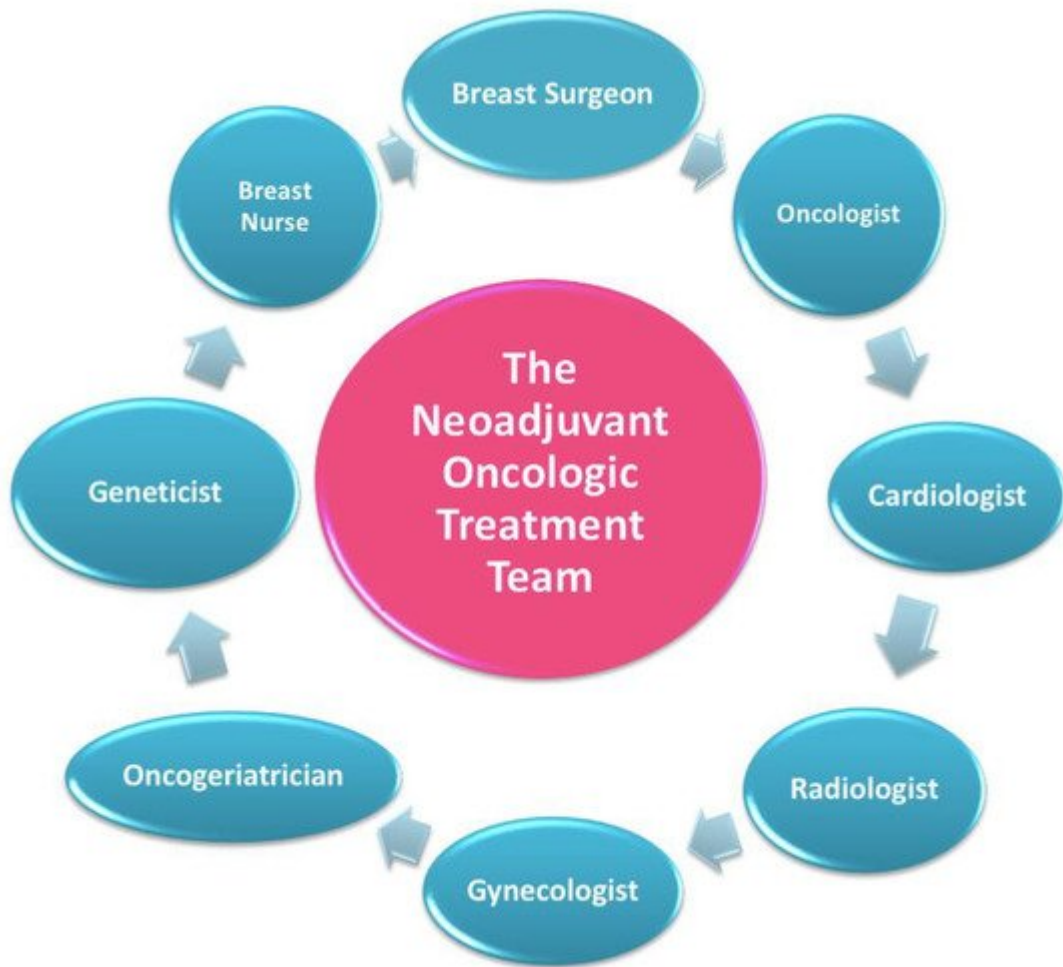 Breast Surgeon
Oncologist
Cardiologist
Radiologist
Gynecologist
Oncogeriatrician
Geneticist
Breast
Nurse
The
Neoadjuvant
Oncologic
Treatment
Team